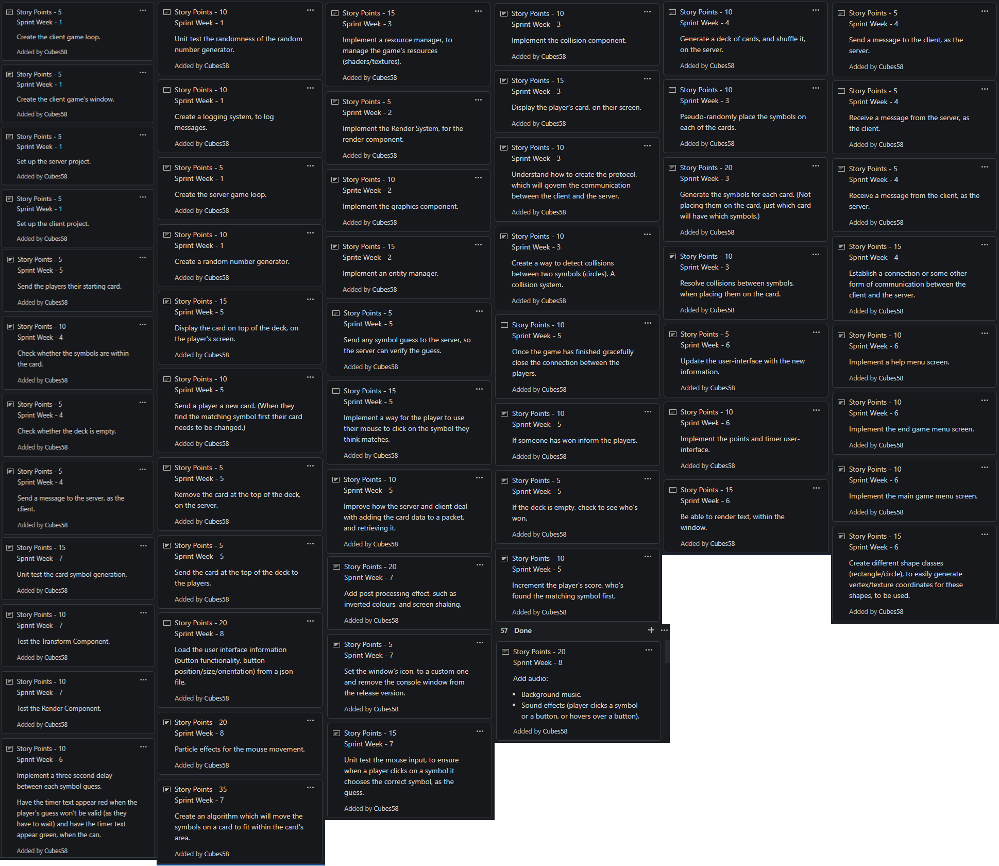 Story Points - 5
Sprint Week - 1
Create the client game loop.
Added by Cubes58
Story Points - 5
Sprint Week - 1
Create the client game's window.
Added by Cubes58
Story Points - 5
Sprint Week - 1
Set up the server project.
Added by Cubes58
Story Points - 5
Sprint Week - 1
Set up the client project.
Added by Cubes58
Story Points - 5
Sprint Week - 5
Send the players their starting card.
Added by Cubes58
Story Points - 10
Sprint Week - 4
Check whether the symbols are within
the card.
Added by Cubes58
Story Points - 5
Sprint Week - 4
Check whether the deck is empty.
Added by Cubes58
Story Points - 5
Sprint Week - 4
Send a message to the server, as the
client.
Added by Cubes58
Story Points - 15
Sprint Week - 7
Unit test the card symbol generation.
Added by Cubes58
Story Points - 10
Sprint Week - 7
Test the Transform Component.
Added by Cubes58
Story Points - 10
Sprint Week - 7
Test the Render Component.
Added by Cubes58
Story Points - 10
Sprint Week - 6
Implement a three second delay
between each symbol guess.
Have the timer text appear red when the
player's guess won't be valid (as they
have to wait) and have the timer text
appear green, when the can.
Added by Cubes58
Story Points - 10
Sprint Week - 1
Unit test the randomness of the random
number generator.
Added by Cubes58
Story Points - 10
Sprint Week - 1
Create a logging system, to log
messages.
Added by Cubes58
Story Points - 5
Sprint Week - 1
Create the server game loop.
Added by Cubes58
Story Points - 10
Sprint Week - 1
Create a random number generator.
Added by Cubes58
Story Points - 15
Sprint Week - 5
Display the card on top of the deck, on
the player's screen.
Added by Cubes58
Story Points - 10
Sprint Week - 5
Send a player a new card. (When they
find the matching symbol first their card
needs to be changed.)
Added by Cubes58
Story Points - 5
Sprint Week - 5
Remove the card at the top of the deck,
on the server.
Added by Cubes58
Story Points - 5
Sprint Week - 5
Send the card at the top of the deck to
the players.
Added by Cubes58
Story Points - 20
Sprint Week - 8
Load the user interface information
(button functionality, button
position/size/orientation) from a json
file.
Added by Cubes58
Story Points - 20
Sprint Week - 8
Particle effects for the mouse movement.
Added by Cubes58
Story Points - 35
Sprint Week - 7
Create an algorithm which will move the
symbols on a card to fit within the card's
area.
Added by Cubes58
Story Points - 15
Sprint Week - 3
Implement a resource manager, to
manage the game's resources
(shaders/textures).
Added by Cubes58
Story Points - 5
Sprint Week - 2
Implement the Render System, for the
render component.
Added by Cubes58
Story Points - 10
Sprite Week - 2
Implement the graphics component.
Added by Cubes58
Story Points - 15
Sprite Week - 2
Implement an entity manager.
Added by Cubes58
Story Points - 5
Sprint Week - 5
Send any symbol guess to the server, so
the server can verify the guess.
Added by Cubes58
Story Points - 15
Sprint Week - 5
Implement a way for the player to use
their mouse to click on the symbol they
think matches.
Added by Cubes58
Story Points - 10
Sprint Week - 5
Improve how the server and client deal
with adding the card data to a packet,
and retrieving it.
Added by Cubes58
Story Points - 20
Sprint Week - 7
Add post processing effect, such as
inverted colours, and screen shaking.
Added by Cubes58
Story Points - 5
Sprint Week - 7
Set the window's icon, to a custom one
and remove the console window from
the release version.
Added by Cubes58
Story Points - 15
Sprint Week - 7
Unit test the mouse input, to ensure
when a player clicks on a symbol it
chooses the correct symbol, as the
guess.
Added by Cubes58
Story Points - 10
Sprint Week - 3
Implement the collision component.
Added by Cubes58
Story Points - 15
Sprint Week - 3
Display the player's card, on their screen.
Added by Cubes58
Story Points - 10
Sprint Week - 3
Understand how to create the protocol,
which will govern the communication
between the client and the server.
Added by Cubes58
Story Points - 10
Sprint Week - 3
Create a way to detect collisions
between two symbols (circles). A
collision system.
Added by Cubes58
Story Points - 10
Sprint Week - 5
Once the game has finished gracefully
close the connection between the
players.
Added by Cubes58
Story Points - 10
Sprint Week - 5
If someone has won inform the players.
Added by Cubes58
Story Points - 5
Sprint Week - 5
If the deck is empty, check to see who's
won.
Added by Cubes58
Story Points - 10
Sprint Week - 5
Increment the player's score, who's
found the matching symbol first.
Added by Cubes58
57 Done
Story Points - 20
Sprint Week - 8
Add audio:
• Background music.
• Sound effects (player clicks a symbol
or a button, or hovers over a button).
Added by Cubes58
Story Points - 10
Sprint Week - 4
Generate a deck of cards, and shuffle it,
on the server.
Added by Cubes58
Story Points - 10
Sprint Week - 3
Pseudo-randomly place the symbols on
each of the cards.
Added by Cubes58
Story Points - 20
Sprint Week - 3
Generate the symbols for each card. (Not
placing them on the card, just which card
will have which symbols.)
Added by Cubes58
Story Points - 10
Sprint Week - 3
Resolve collisions between symbols,
when placing them on the card.
Added by Cubes58
Story Points - 5
Sprint Week - 6
Update the user-interface with the new
information.
Added by Cubes58
Story Points - 10
Sprint Week - 6
Implement the points and timer user-
interface.
Added by Cubes58
Story Points - 15
Sprint Week - 6
Be able to render text, within the
window.
Added by Cubes58
Story Points - 5
Sprint Week - 4
Send a message to the client, as the
server.
Added by Cubes58
Story Points - 5
Sprint Week - 4
Receive a message from the server, as
the client.
Added by Cubes58
Story Points - 5
Sprint Week - 4
Receive a message from the client, as the
server.
Added by Cubes58
Story Points - 15
Sprint Week - 4
Establish a connection or some other
form of communication between the
client and the server.
Added by Cubes58
Story Points - 10
Sprint Week - 6
Implement a help menu screen.
Added by Cubes58
Story Points - 10
Sprint Week - 6
Implement the end game menu screen.
Added by Cubes58
Story Points - 10
Sprint Week - 6
Implement the main game menu screen.
Added by Cubes58
Story Points - 15
Sprint Week - 6
Create different shape classes
(rectangle/circle), to easily generate
vertex/texture coordinates for these
shapes, to be used.
Added by Cubes58